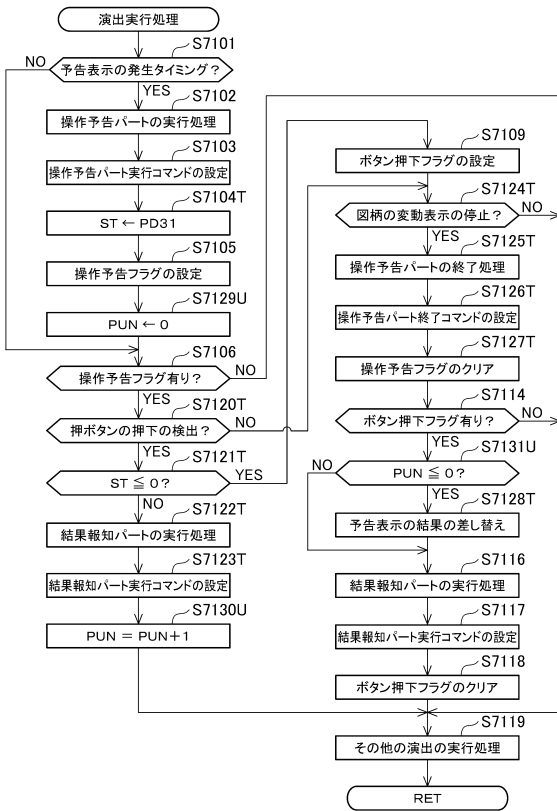 演出実行処理
S7101
予告表示の発生タイミング?
NO
YES
S7102
操作予告パートの実行処理
S7103
操作予告パート実行コマンドの設定
S7104T
ST ← PD31
S7105
操作予告フラグの設定
S7129U
PUN ← 0
S7106
操作予告フラグ有り?
NO
YES
S7120T
押ボタンの押下の検出?
NO
YES
S7121T
ST ≦ 0?
YES
NO
S7122T
結果報知パートの実行処理
S7123T
結果報知パート実行コマンドの設定
S7130U
PUN = PUN+1
S7109
ボタン押下フラグの設定
S7124T
図柄の変動表示の停止?
NO
YES
S7125T
操作予告パートの終了処理
S7126T
操作予告パート終了コマンドの設定
S7127T
操作予告フラグのクリア
S7114
ボタン押下フラグ有り?
NO
YES
S7131U
PUN ≦ 0?
NO
YES
S7128T
予告表示の結果の差し替え
S7116
結果報知パートの実行処理
S7117
結果報知パート実行コマンドの設定
S7118
ボタン押下フラグのクリア
S7119
その他の演出の実行処理
RET